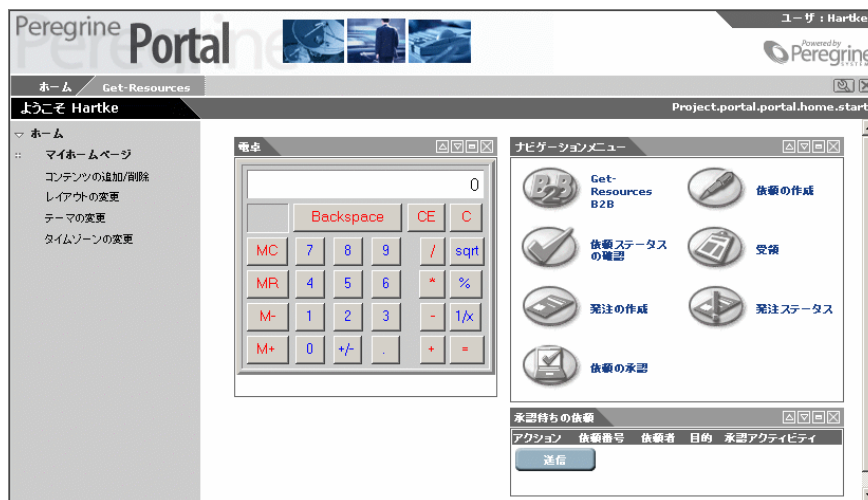 Peregrine Portal
ユーザ : Hartke
Powered by
Peregrine
SYSTEMS
ホーム Get-Resources
ようこそ Hartke
Project.portal.portal.home.start
ホーム
マイホームページ
コンテンツの追加/削除
レイアウトの変更
テーマの変更
タイムゾーンの変更
電卓
0
Backspace CE C
MC 7 8 9 / sqrt
MR 4 5 6 * %
M- 1 2 3 - 1/x
M+ 0 +/- . + =
ナビゲーションメニュー
Get-
Resources
B2B
依頼の作成
依頼ステータス
の確認
受領
発注の作成
発注ステータス
依頼の承認
承認待ちの依頼
アクション 依頼番号 依頼者 目的 承認アクティビティ
送信